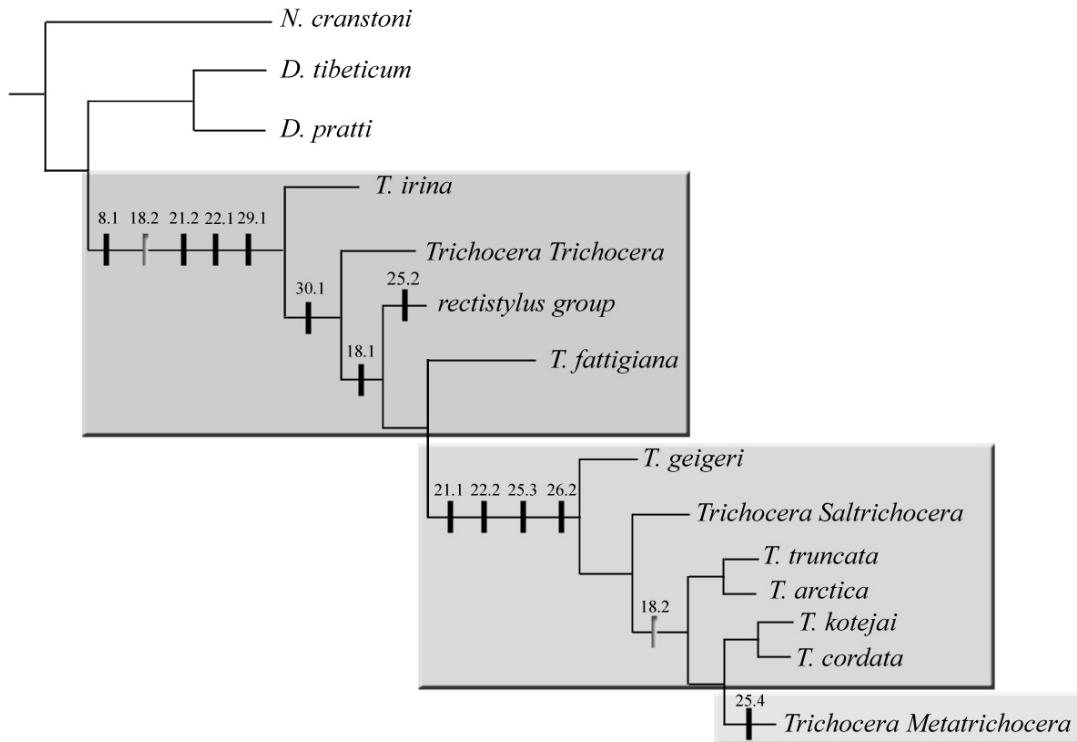 N. cranstoni
D. tibeticum
D. pratti
T. irina
8.1 18.2 21.2 22.1 29.1
Trichocera Trichocera
25.2
30.1
rectistylus group
18.1
T. fattigiana
T. geigeri
21.1 22.2 25.3 26.2
Trichocera Saltrichocera
T. truncata
T. arctica
18.2
T. kotejai
T. cordata
25.4
Trichocera Metatrichocera